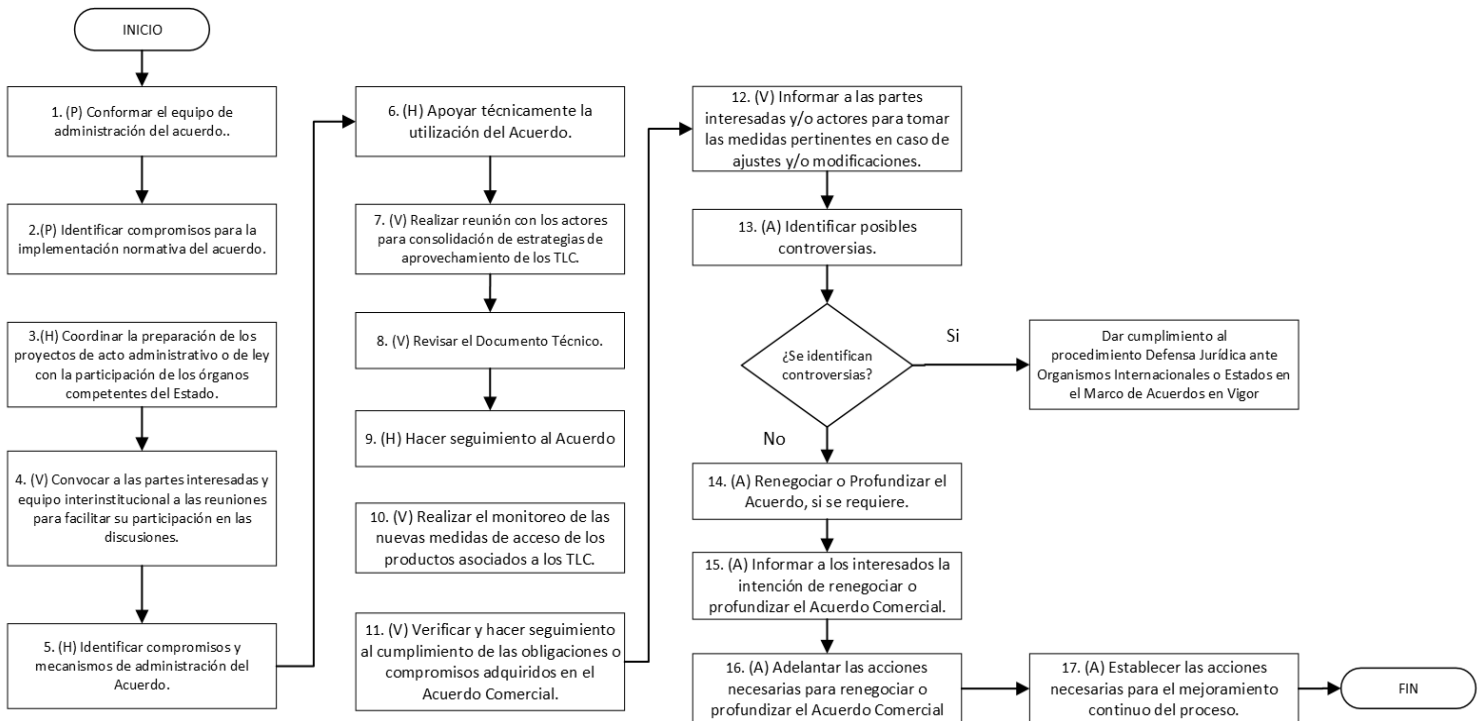 INICIO
1. (P) Conformar el equipo de
administración del acuerdo..
2.(P) Identificar compromisos para la
implementación normativa del acuerdo.
3.(H) Coordinar la preparación de los
proyectos de acto administrativo o de ley
con la participación de los órganos
competentes del Estado.
4. (V) Convocar a las partes interesadas y
equipo interinstitucional a las reuniones
para facilitar su participación en las
discusiones.
5. (H) Identificar compromisos y
mecanismos de administración del
Acuerdo.
6. (H) Apoyar técnicamente la
utilización del Acuerdo.
7. (V) Realizar reunión con los actores
para consolidación de estrategias de
aprovechamiento de los TLC.
8. (V) Revisar el Documento Técnico.
9. (H) Hacer seguimiento al Acuerdo
10. (V) Realizar el monitoreo de las
nuevas medidas de acceso de los
productos asociados a los TLC.
11. (V) Verificar y hacer seguimiento
al cumplimiento de las obligaciones o
compromisos adquiridos en el
Acuerdo Comercial.
12. (V) Informar a las partes
interesadas y/o actores para tomar
las medidas pertinentes en caso de
ajustes y/o modificaciones.
13. (A) Identificar posibles
controversias.
¿Se identifican
controversias?
Si
Dar cumplimiento al
procedimiento Defensa Jurídica ante
Organismos Internacionales o Estados en
el Marco de Acuerdos en Vigor
No
14. (A) Renegociar o Profundizar el
Acuerdo, si se requiere.
15. (A) Informar a los interesados la
intención de renegociar o
profundizar el Acuerdo Comercial.
16. (A) Adelantar las acciones
necesarias para renegociar o
profundizar el Acuerdo Comercial
17. (A) Establecer las acciones
necesarias para el mejoramiento
continuo del proceso.
FIN